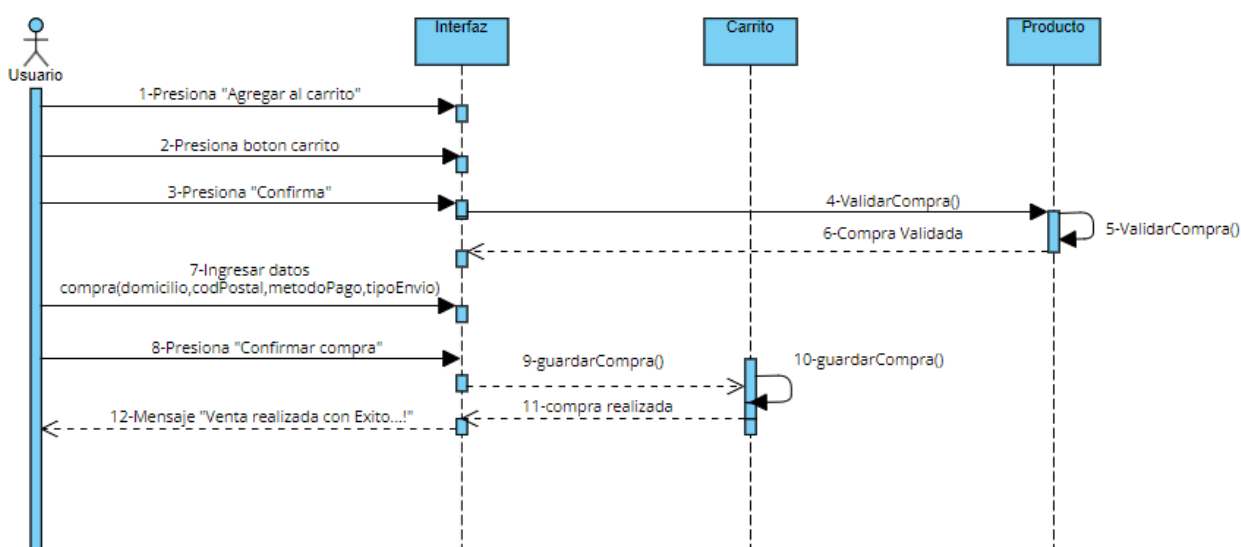 Interfaz
Carrito
Producto
Usuario
1-Presiona "Agregar al carrito"
2-Presiona boton carrito
3-Presiona "Confirma"
4-ValidarCompra()
5-ValidarCompra()
6-Compra Validada
7-Ingresar datos
compra(domicilio,codPostal,metodoPago,tipoEnvio)
8-Presiona "Confirmar compra"
9-guardarCompra()
10-guardarCompra()
11-compra realizada
12-Mensaje "Venta realizada con Exito...!"